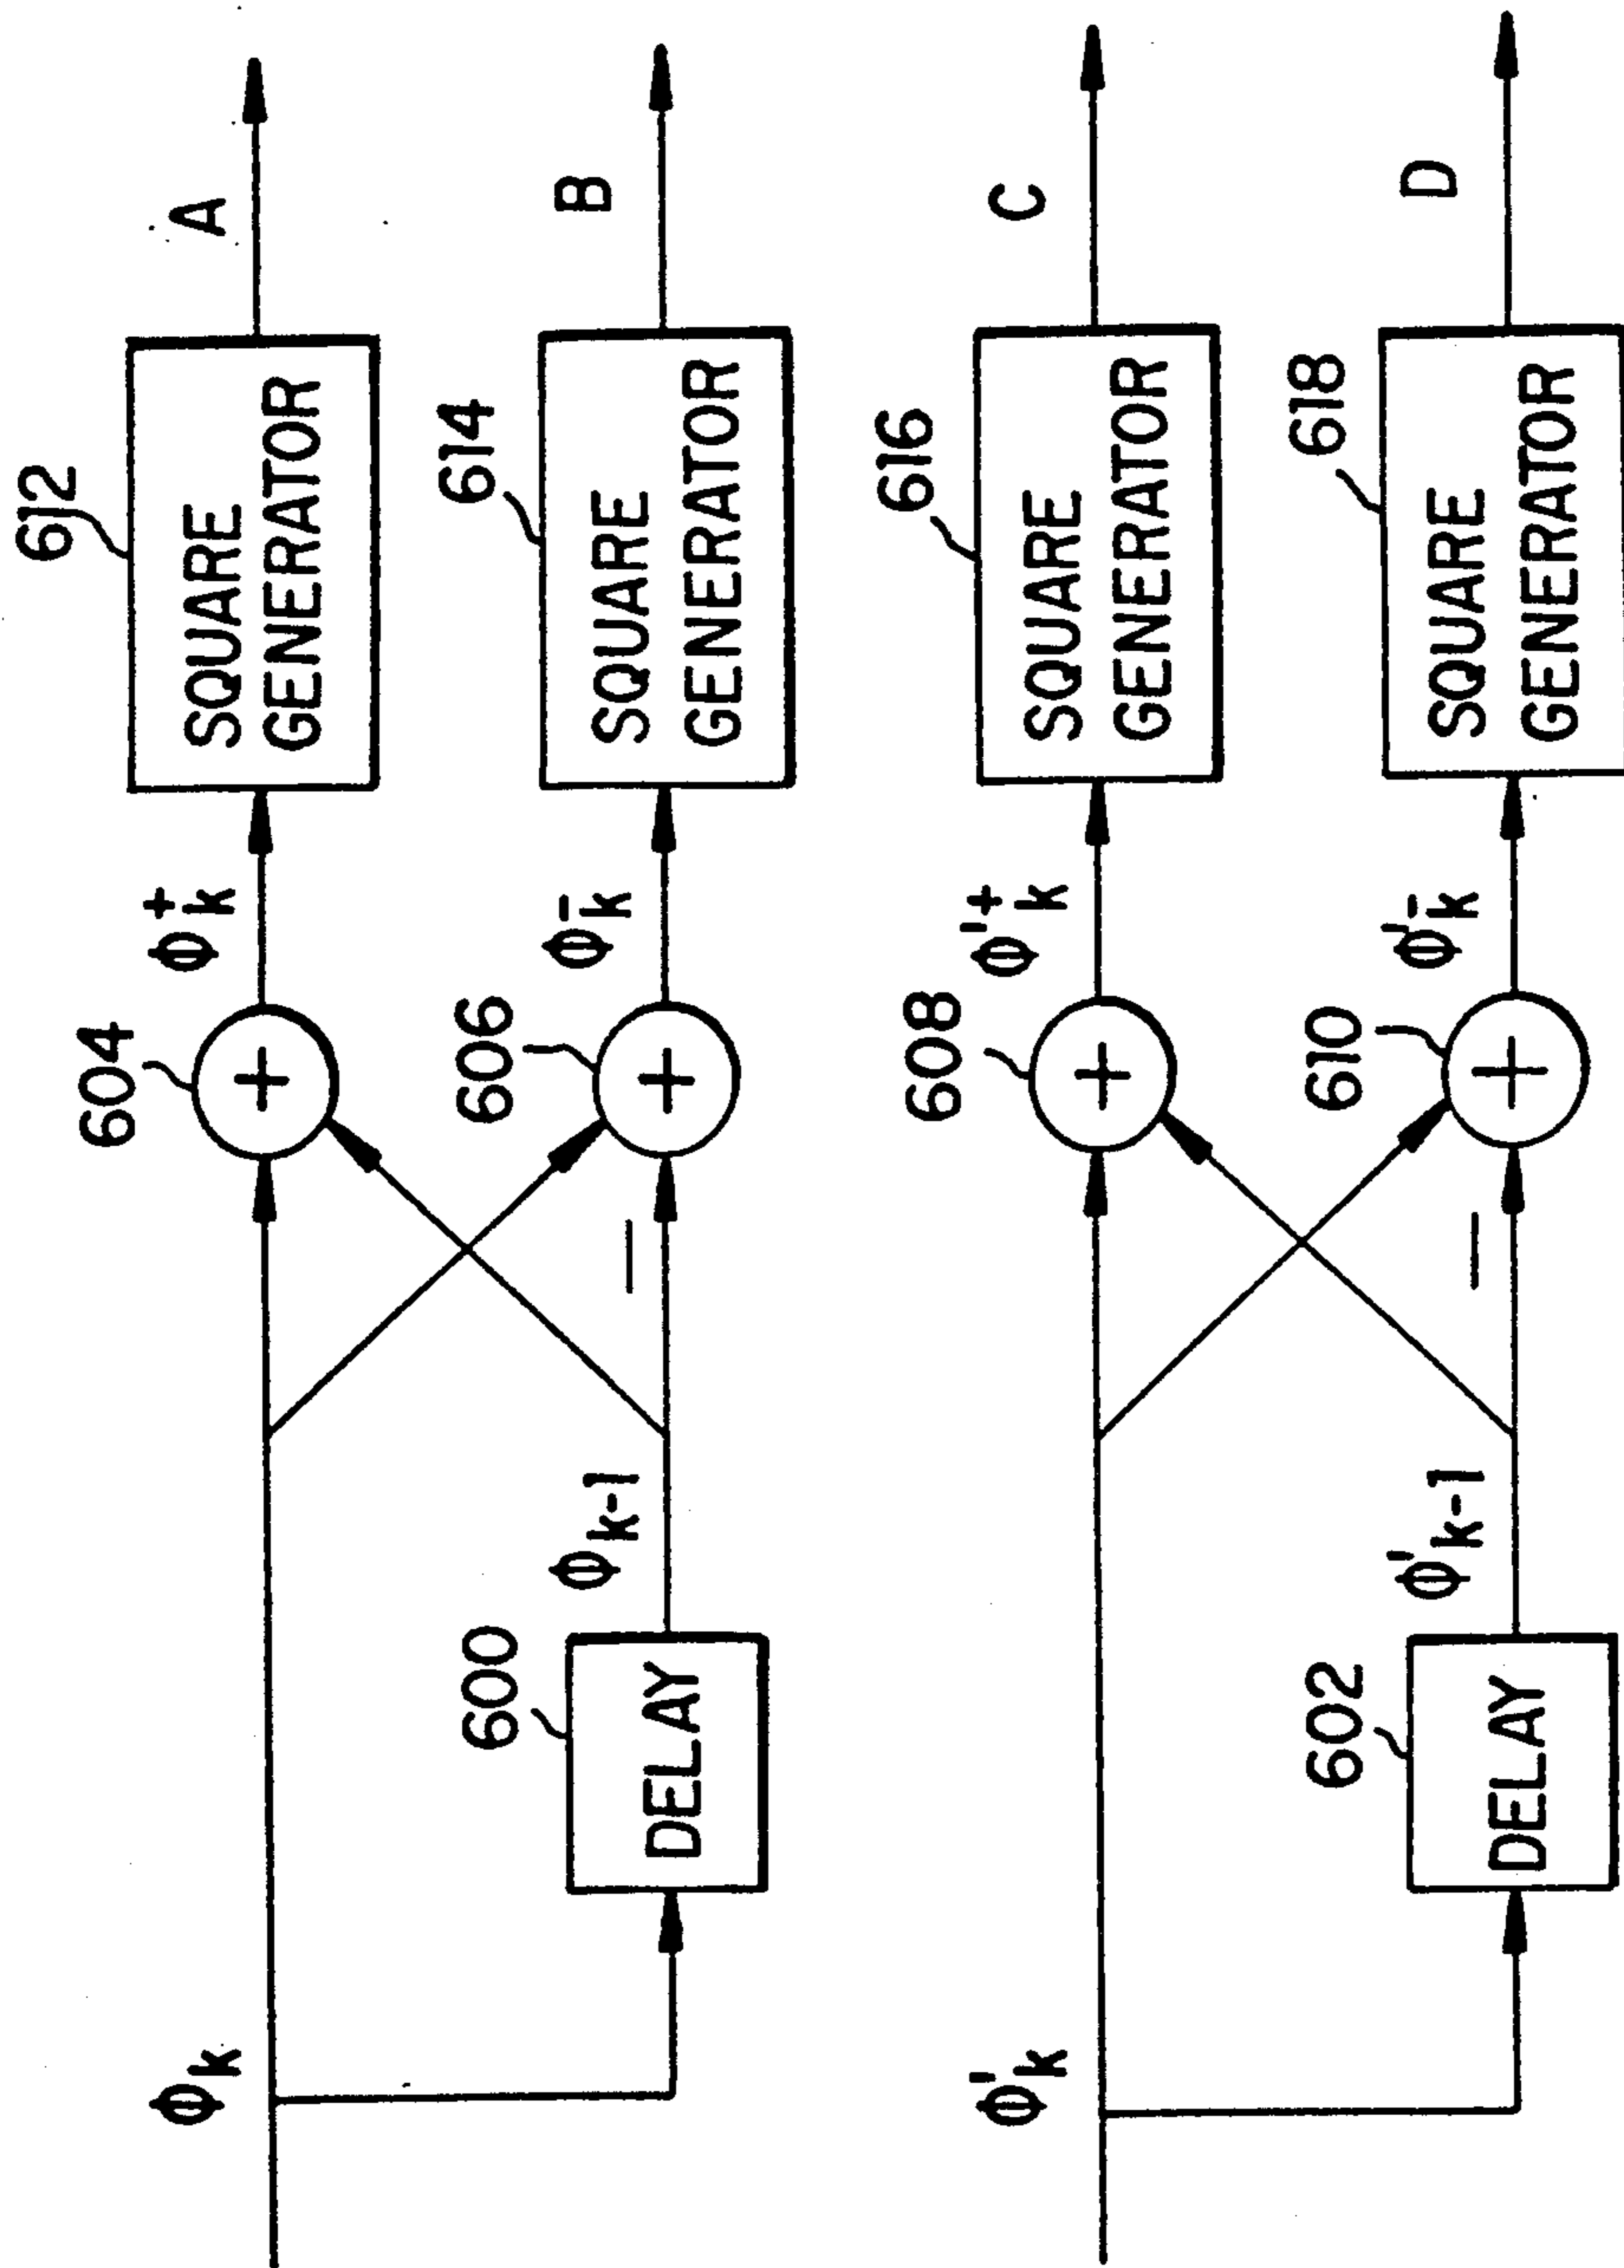 ϕk
600
DELAY
ϕk-1
604
ϕ+k
612
SQUARE
GENERATOR
A
606
—
ϕ-k
614
SQUARE
GENERATOR
B
ϕ'k
602
DELAY
ϕ'k-1
608
ϕ'+k
616
SQUARE
GENERATOR
C
610
—
ϕ'-k
618
SQUARE
GENERATOR
D